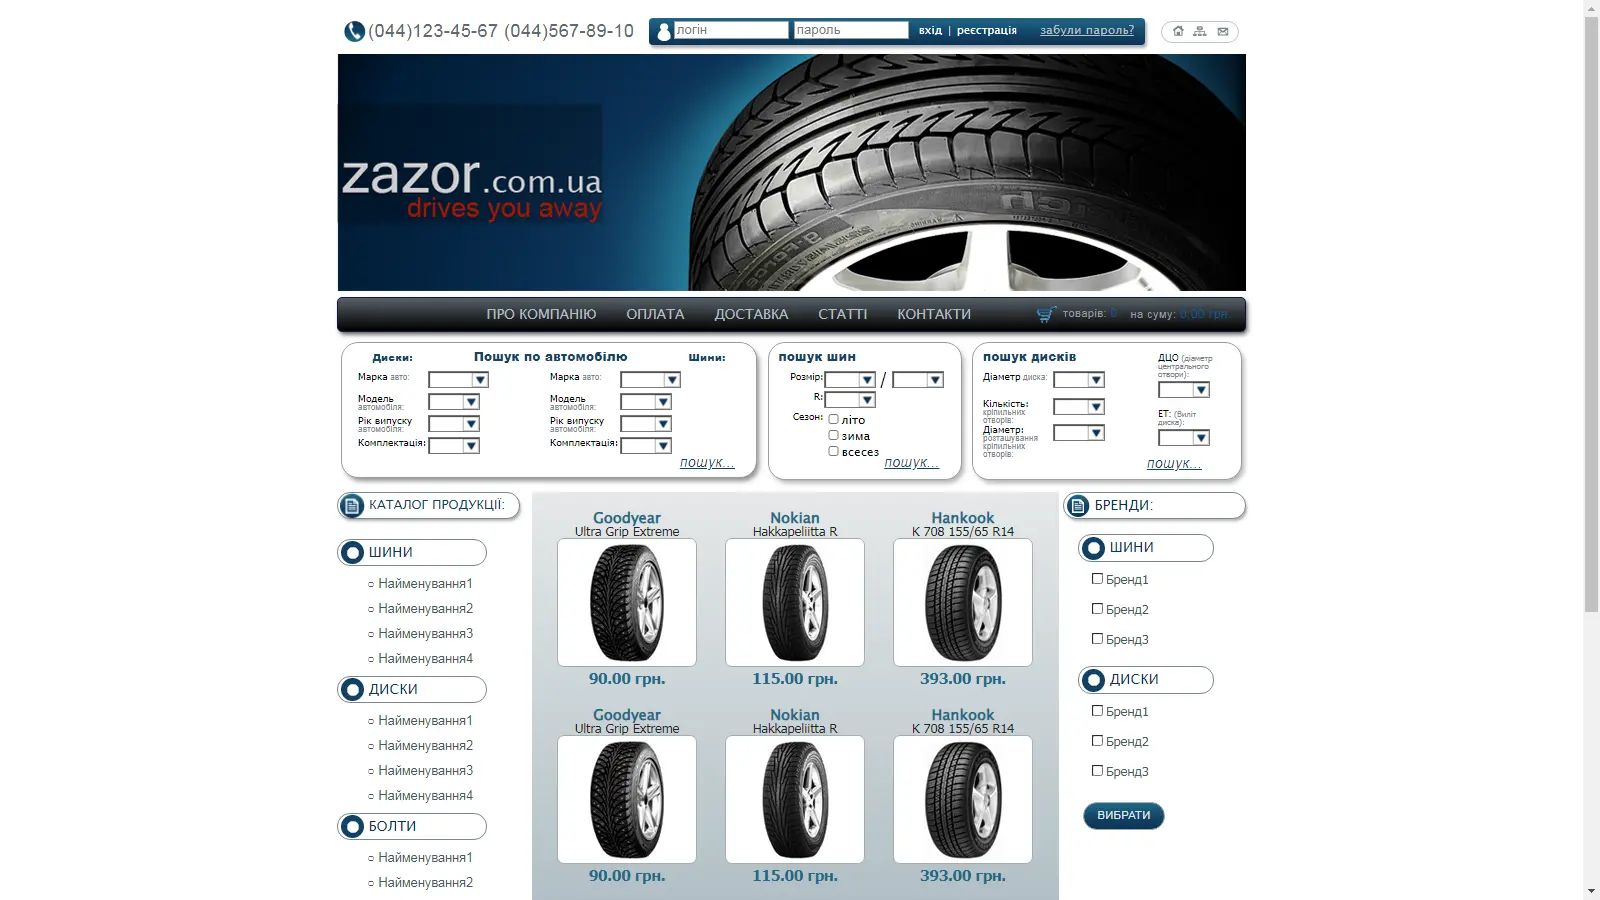 (044)123-45-67 (044)567-89-10
логін
пароль
вхід | реєстрація
забули пароль?
zazor.com.ua
drives you away
ПРО КОМПАНІЮ ОПЛАТА ДОСТАВКА СТАТТІ КОНТАКТИ
товарів: 0 на суму: 0,00 грн.
Диски: Пошук по автомобілю Шини:
Марка авто:
Модель автомобіля:
Рік випуску автомобіля:
Комплектація:
Марка авто:
Модель автомобіля:
Рік випуску автомобіля:
Комплектація:
пошук...
пошук шин
Розмір: /
R:
Сезон:
літо
зима
всесез
пошук...
пошук дисків
Діаметр диска:
Кількість:
кріпильних
отворів:
Діаметр:
розташування
кріпильних
отворів:
ДЦО (діаметр
центрального
отвори):
ET: (Виліт
диска):
пошук...
КАТАЛОГ ПРОДУКЦІЇ:
ШИНИ
Найменування1
Найменування2
Найменування3
Найменування4
ДИСКИ
Найменування1
Найменування2
Найменування3
Найменування4
БОЛТИ
Найменування1
Найменування2
Goodyear
Ultra Grip Extreme
90.00 грн.
Nokian
Hakkapeliitta R
115.00 грн.
Hankook
K 708 155/65 R14
393.00 грн.
Goodyear
Ultra Grip Extreme
90.00 грн.
Nokian
Hakkapeliitta R
115.00 грн.
Hankook
K 708 155/65 R14
393.00 грн.
БРЕНДИ:
ШИНИ
Бренд1
Бренд2
Бренд3
ДИСКИ
Бренд1
Бренд2
Бренд3
ВИБРАТИ